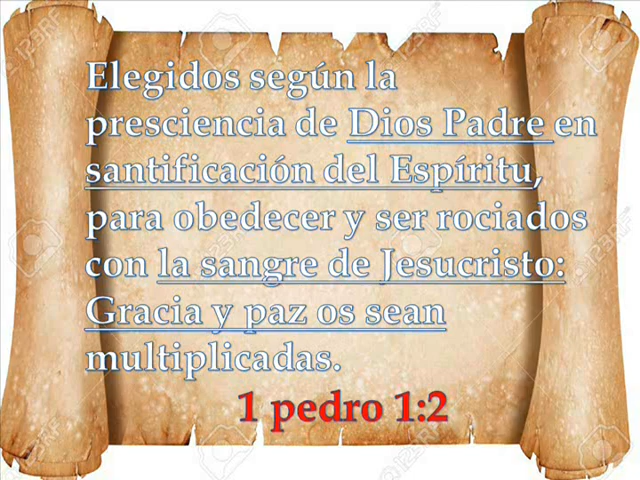 Elegidos según la
presciencia de Dios Padre en
santificación del Espíritu,
para obedecer y ser rociados
con la sangre de Jesucristo:
Gracia y paz os sean
multiplicadas.
1 pedro 1:2